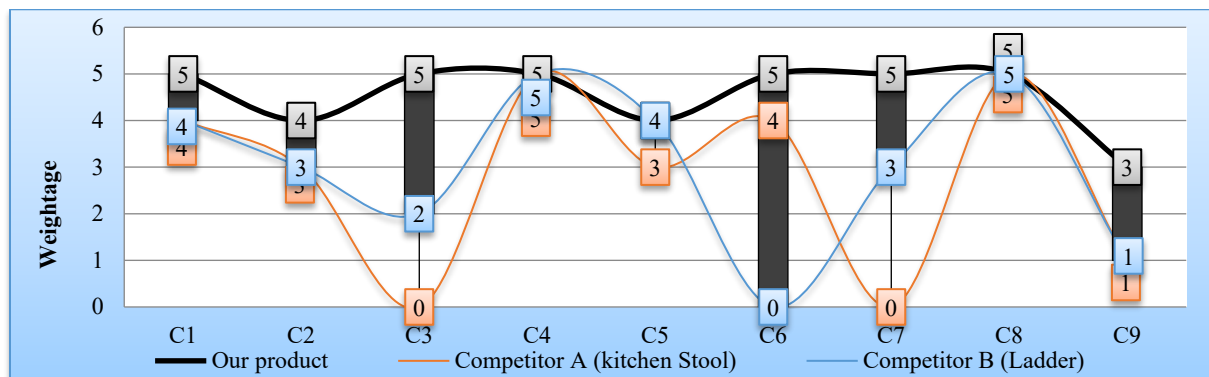 6
5
4
3
2
1
0
Weightage
5 4 5 5 4 5 5 5 3
4 3 0 5 3 4 0 5 1
4 3 2 5 4 0 3 5 1
C1 C2 C3 C4 C5 C6 C7 C8 C9
Our product Competitor A (kitchen Stool) Competitor B (Ladder)